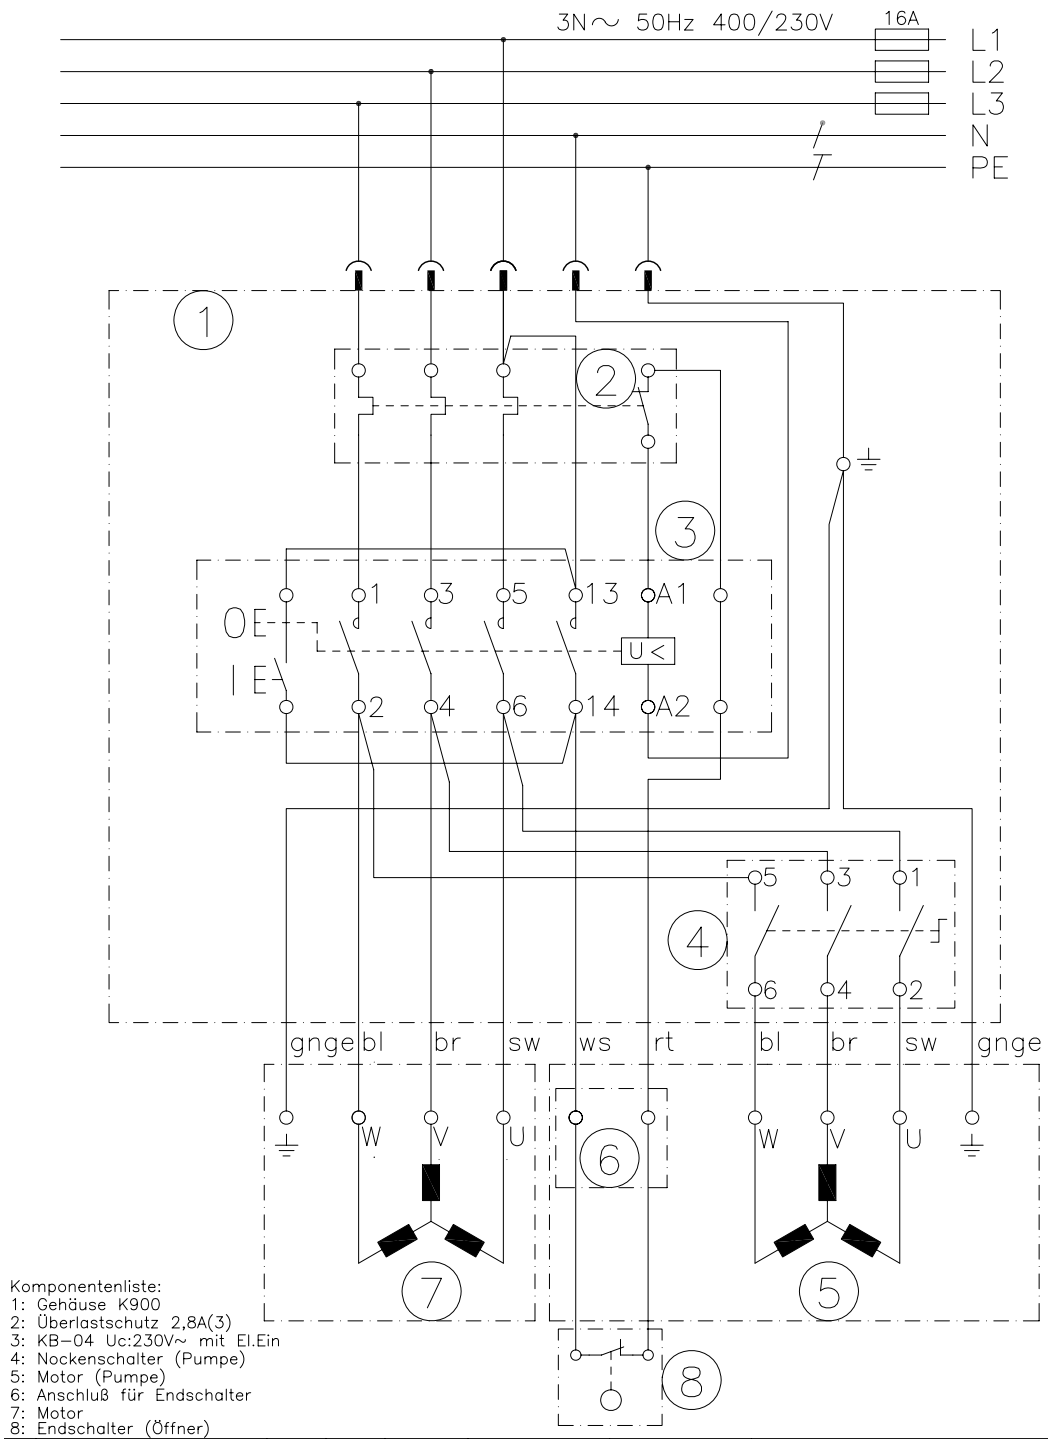 3N~ 50Hz 400/230V
16A
L1
L2
L3
N
PE
1
2
3
1 3 5 13 A1
0
U<
I
2 4 6 14 A2
5 3 1
4
6 4 2
gnge bl br sw ws rt bl br sw gnge
W V U W V U
6
7
5
8
Komponentenliste:
1: Gehäuse K900
2: Überlastschutz 2,8A(3)
3: KB-04 Uc:230V~ mit El.Ein
4: Nockenschalter (Pumpe)
5: Motor (Pumpe)
6: Anschluß für Endschalter
7: Motor
8: Endschalter (Öffner)